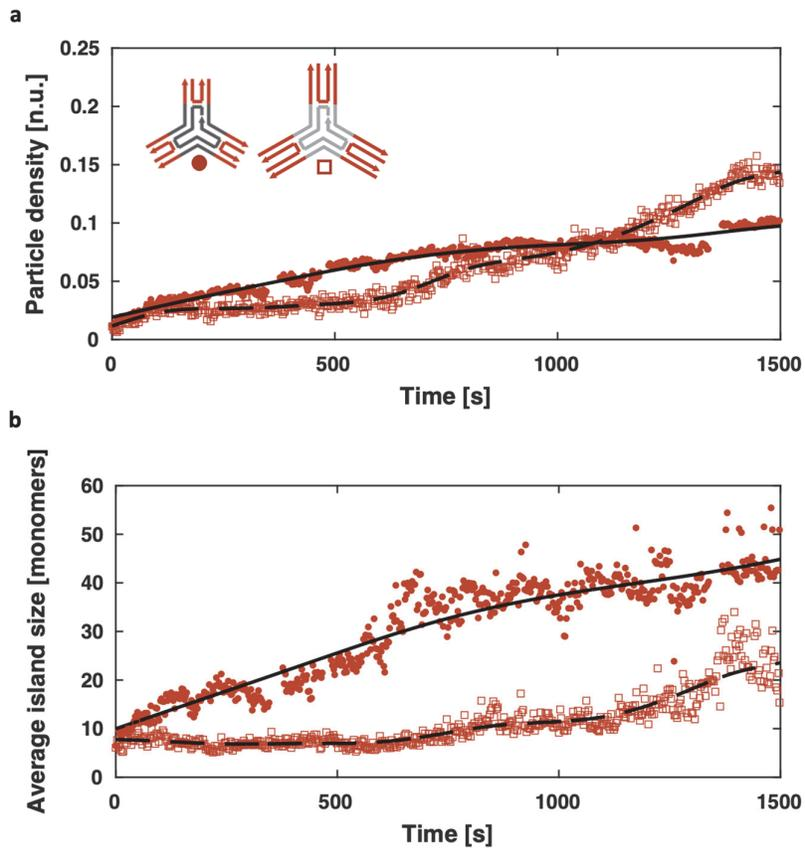 a
Particle density [n.u.]
0.25
0.2
0.15
0.1
0.05
0
0 500 1000 1500
Time [s]
b
Average island size [monomers]
60
50
40
30
20
10
0
0 500 1000 1500
Time [s]